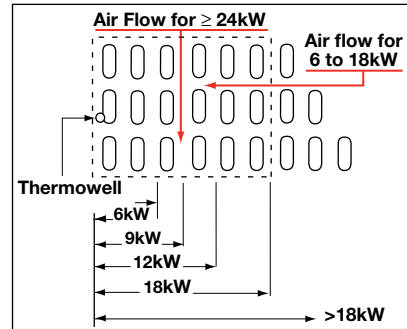 Air Flow for ≥ 24kW
Air flow for
6 to 18kW
Thermowell
6kW
9kW
12kW
18kW
>18kW